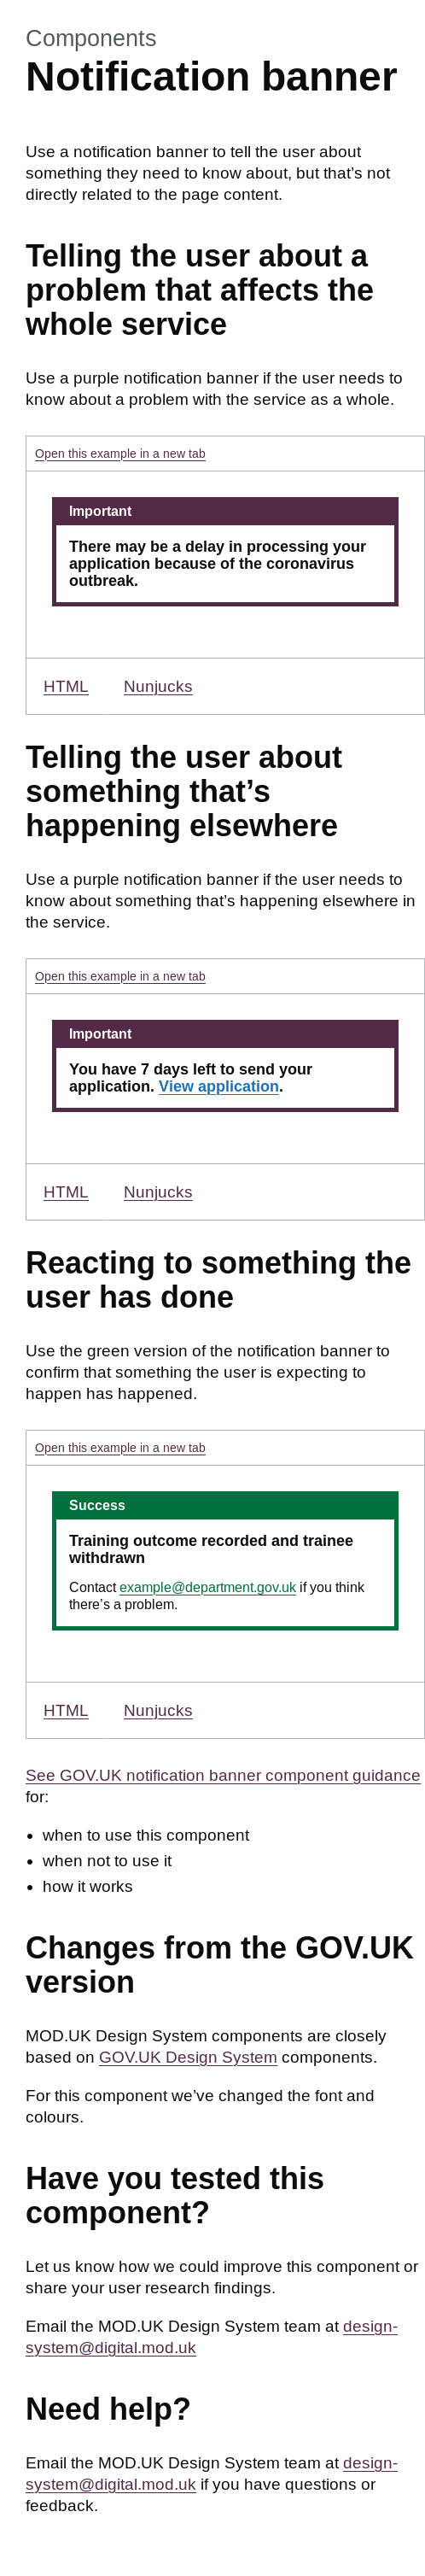 Components
Notification banner
Use a notification banner to tell the user about
something they need to know about, but that’s not
directly related to the page content.
Telling the user about a
problem that affects the
whole service
Use a purple notification banner if the user needs to
know about a problem with the service as a whole.
Open this example in a new tab
Important
There may be a delay in processing your
application because of the coronavirus
outbreak.
HTML Nunjucks
Telling the user about
something that’s
happening elsewhere
Use a purple notification banner if the user needs to
know about something that’s happening elsewhere in
the service.
Open this example in a new tab
Important
You have 7 days left to send your
application. View application.
HTML Nunjucks
Reacting to something the
user has done
Use the green version of the notification banner to
confirm that something the user is expecting to
happen has happened.
Open this example in a new tab
Success
Training outcome recorded and trainee
withdrawn
Contact example@department.gov.uk if you think
there’s a problem.
HTML Nunjucks
See GOV.UK notification banner component guidance
for:
• when to use this component
• when not to use it
• how it works
Changes from the GOV.UK
version
MOD.UK Design System components are closely
based on GOV.UK Design System components.
For this component we’ve changed the font and
colours.
Have you tested this
component?
Let us know how we could improve this component or
share your user research findings.
Email the MOD.UK Design System team at design-
system@digital.mod.uk
Need help?
Email the MOD.UK Design System team at design-
system@digital.mod.uk if you have questions or
feedback.